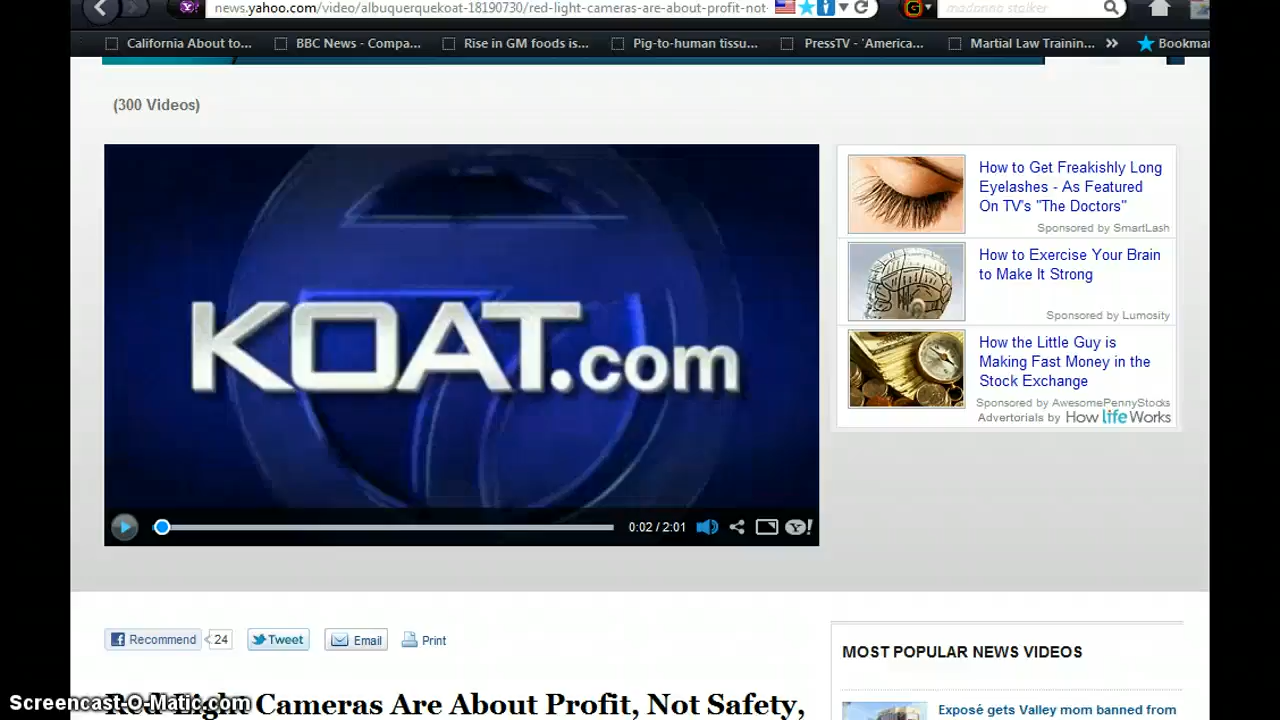 news.yahoo.com/video/albuquerquekoat-18190730/red-light-cameras-are-about-profit-not-
madonna stalker
California About to...
BBC News - Compa...
Rise in GM foods is...
Pig-to-human tissu...
PressTV - 'America...
Martial Law Trainin...
Bookmar
(300 Videos)
KOAT.com
0:02 / 2:01
Y!
How to Get Freakishly Long
Eyelashes - As Featured
On TV's "The Doctors"
Sponsored by SmartLash
How to Exercise Your Brain
to Make It Strong
Sponsored by Lumosity
How the Little Guy is
Making Fast Money in the
Stock Exchange
Sponsored by AwesomePennyStocks
Advertorials by How life Works
Recommend
24
Tweet
Email
Print
MOST POPULAR NEWS VIDEOS
Red Light Cameras Are About Profit, Not Safety,
Exposé gets Valley mom banned from
Screencast-O-Matic.com